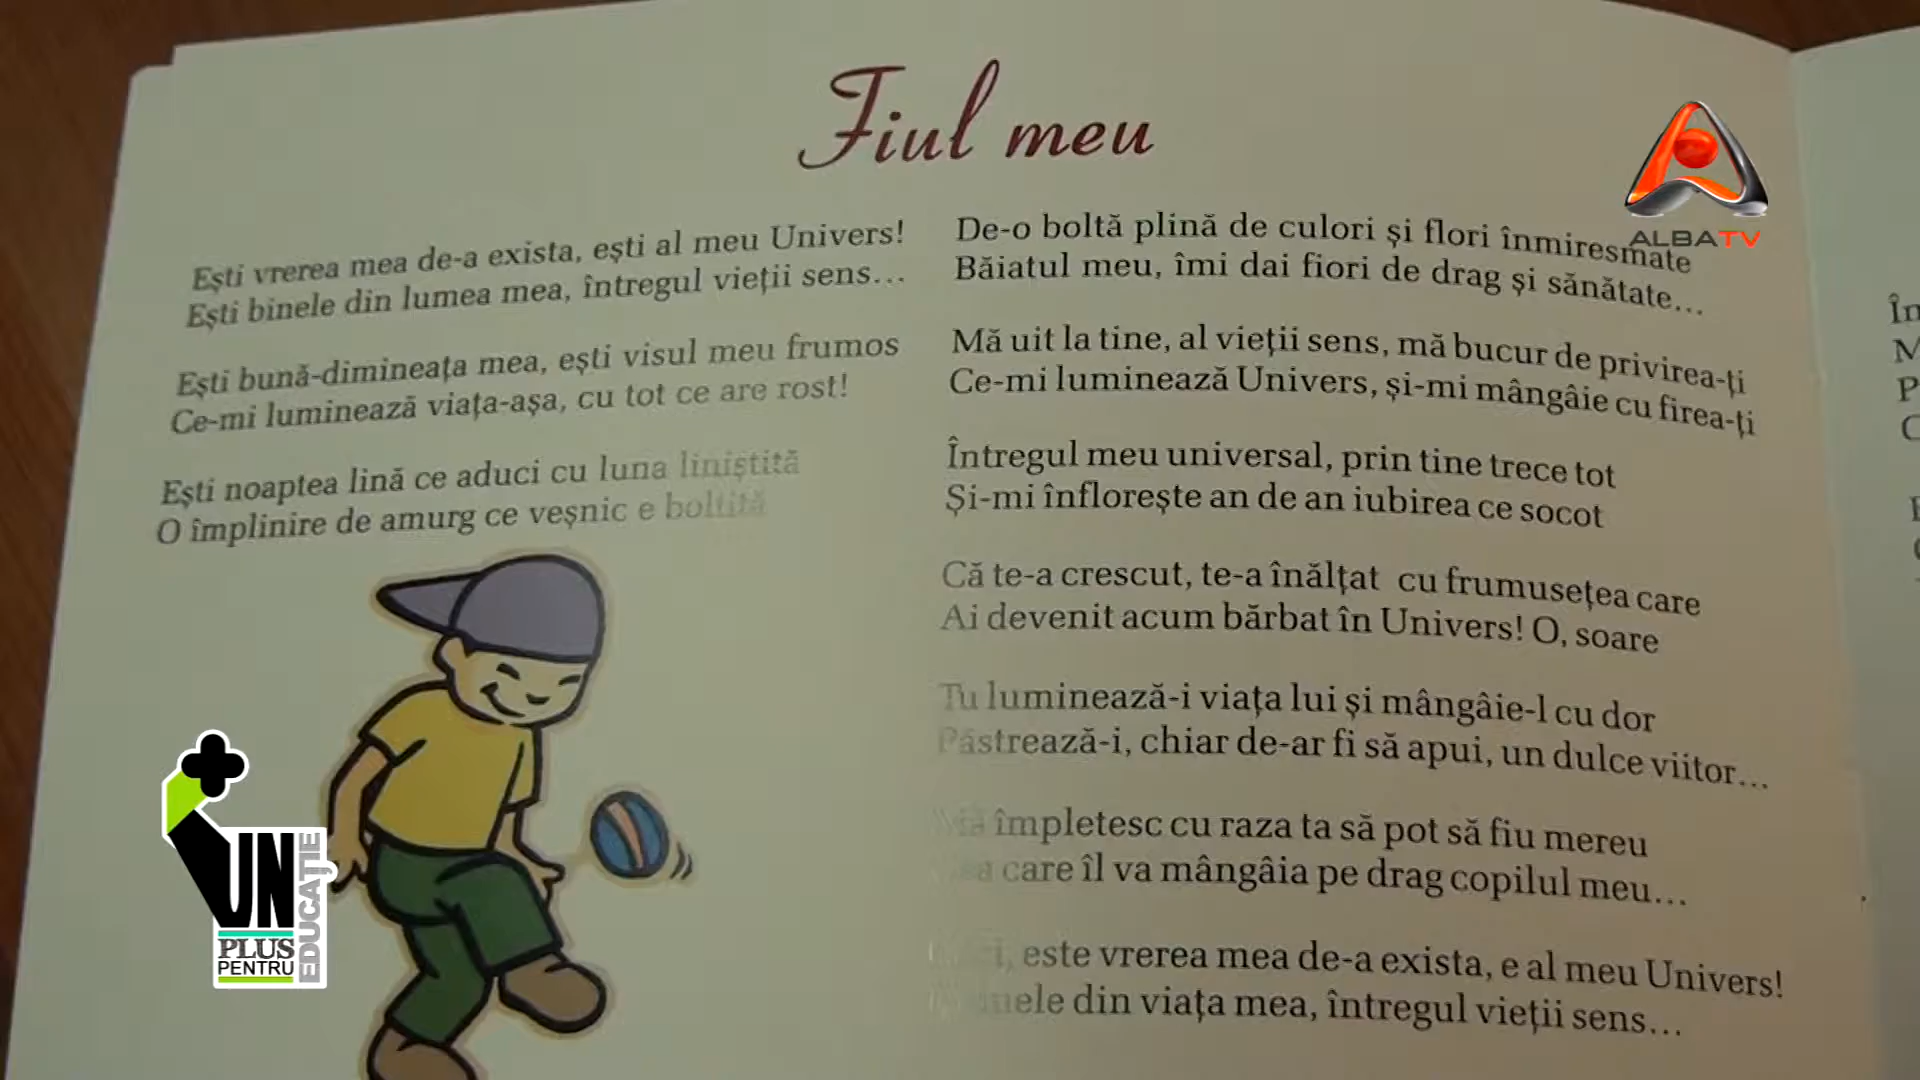 Fiul meu
Ești vrerea mea de-a exista, ești al meu Univers!
Ești binele din lumea mea, întregul vieții sens...
Ești bună-dimineața mea, ești visul meu frumos
Ce-mi luminează viața-așa, cu tot ce are rost!
Ești noaptea lină ce aduci cu luna liniștită
O împlinire de amurg ce veșnic e boltită
De-o boltă plină de culori și flori înmiresmate
Băiatul meu, îmi dai fiori de drag și sănătate...
Mă uit la tine, al vieții sens, mă bucur de privirea-ți
Ce-mi luminează Univers, și-mi mângâie cu firea-ți
Întregul meu universal, prin tine trece tot
Și-mi înflorește an de an iubirea ce socot
Că te-a crescut, te-a înălțat cu frumusețea care
Ai devenit acum bărbat în Univers! O, soare
Tu luminează-i viața lui și mângâie-l cu dor
Păstrează-i, chiar de-ar fi să apui, un dulce viitor...
Mă împletesc cu raza ta să pot să fiu mereu
care îl va mângâia pe drag copilul meu...
este vrerea mea de-a exista, e al meu Univers!
din viața mea, întregul vieții sens...
În
ALBATV
UN
PLUS
PENTRU
EDUCAȚIE